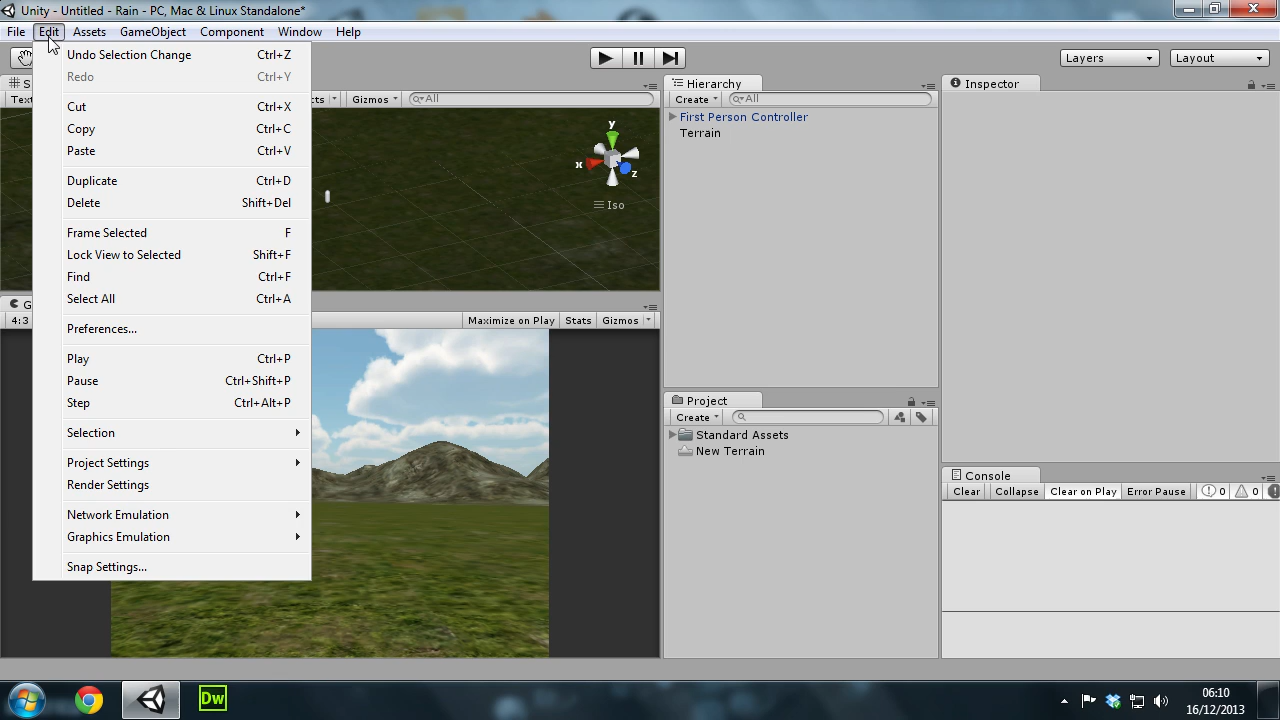 Unity - Untitled - Rain - PC, Mac & Linux Standalone*
File Edit Assets GameObject Component Window Help
Undo Selection Change Ctrl+Z
Redo Ctrl+Y
Cut Ctrl+X
Copy Ctrl+C
Paste Ctrl+V
Duplicate Ctrl+D
Delete Shift+Del
Frame Selected F
Lock View to Selected Shift+F
Find Ctrl+F
Select All Ctrl+A
Preferences...
Play Ctrl+P
Pause Ctrl+Shift+P
Step Ctrl+Alt+P
Selection
Project Settings
Render Settings
Network Emulation
Graphics Emulation
Snap Settings...
Layers Layout
Gizmos All
y
x
z
Iso
4:3
Maximize on Play Stats Gizmos
Hierarchy
Create All
First Person Controller
Terrain
Project
Create
Standard Assets
New Terrain
Inspector
Console
Clear Collapse Clear on Play Error Pause 0 0
Dw
06:10
16/12/2013